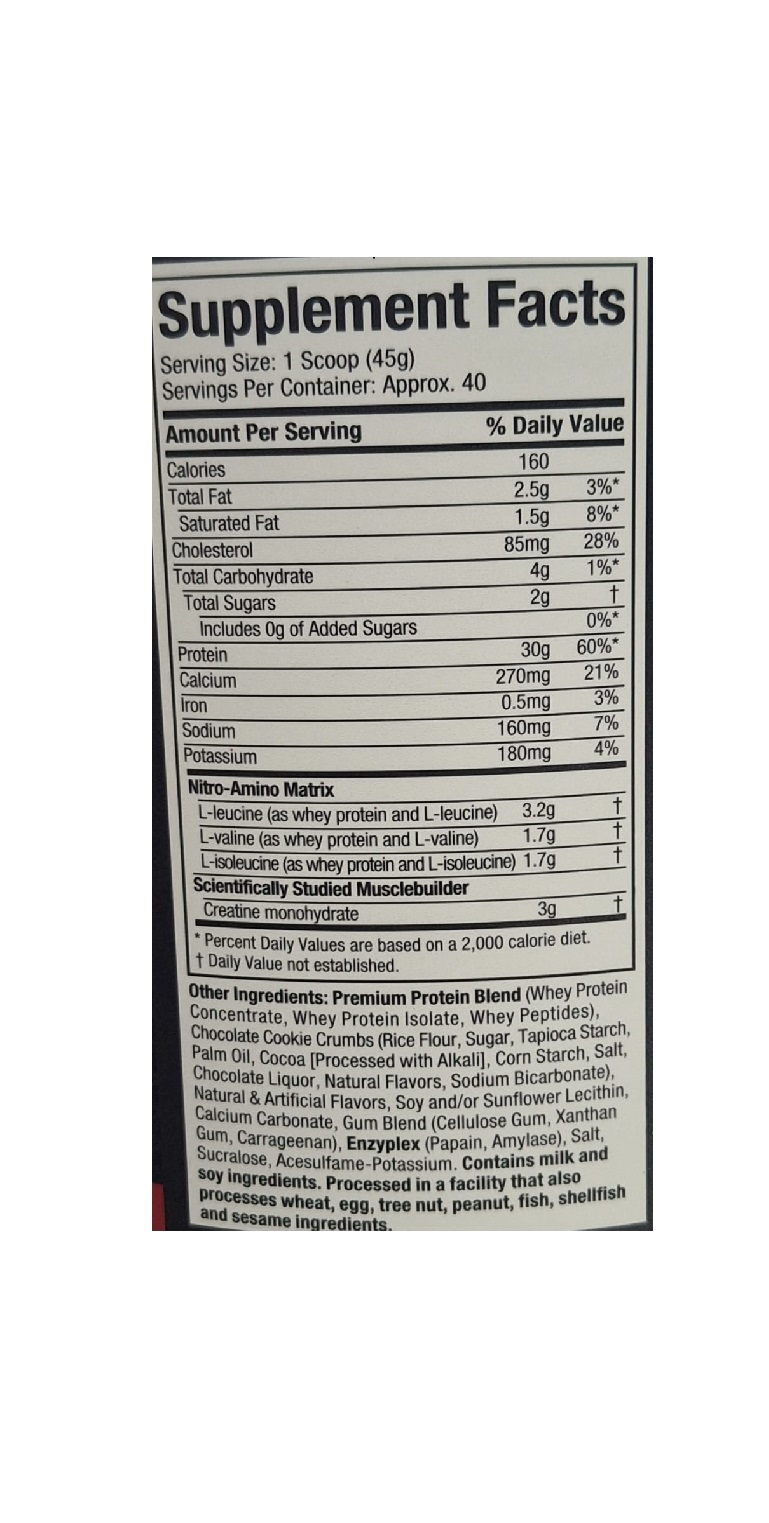 Supplement Facts
Serving Size: 1 Scoop (45g)
Servings Per Container: Approx. 40
Amount Per Serving % Daily Value
Calories 160
Total Fat 2.5g 3%*
Saturated Fat 1.5g 8%*
Cholesterol 85mg 28%
Total Carbohydrate 4g 1%*
Total Sugars 2g †
Includes 0g of Added Sugars 0%*
Protein 30g 60%*
Calcium 270mg 21%
Iron 0.5mg 3%
Sodium 160mg 7%
Potassium 180mg 4%
Nitro-Amino Matrix
L-leucine (as whey protein and L-leucine) 3.2g †
L-valine (as whey protein and L-valine) 1.7g †
L-isoleucine (as whey protein and L-isoleucine) 1.7g †
Scientifically Studied Musclebuilder
Creatine monohydrate 3g †
* Percent Daily Values are based on a 2,000 calorie diet.
† Daily Value not established.
Other Ingredients: Premium Protein Blend (Whey Protein
Concentrate, Whey Protein Isolate, Whey Peptides),
Chocolate Cookie Crumbs (Rice Flour, Sugar, Tapioca Starch,
Palm Oil, Cocoa [Processed with Alkali], Corn Starch, Salt,
Chocolate Liquor, Natural Flavors, Sodium Bicarbonate),
Natural & Artificial Flavors, Soy and/or Sunflower Lecithin,
Calcium Carbonate, Gum Blend (Cellulose Gum, Xanthan
Gum, Carrageenan), Enzyplex (Papain, Amylase), Salt,
Sucralose, Acesulfame-Potassium. Contains milk and
soy ingredients. Processed in a facility that also
processes wheat, egg, tree nut, peanut, fish, shellfish
and sesame ingredients.